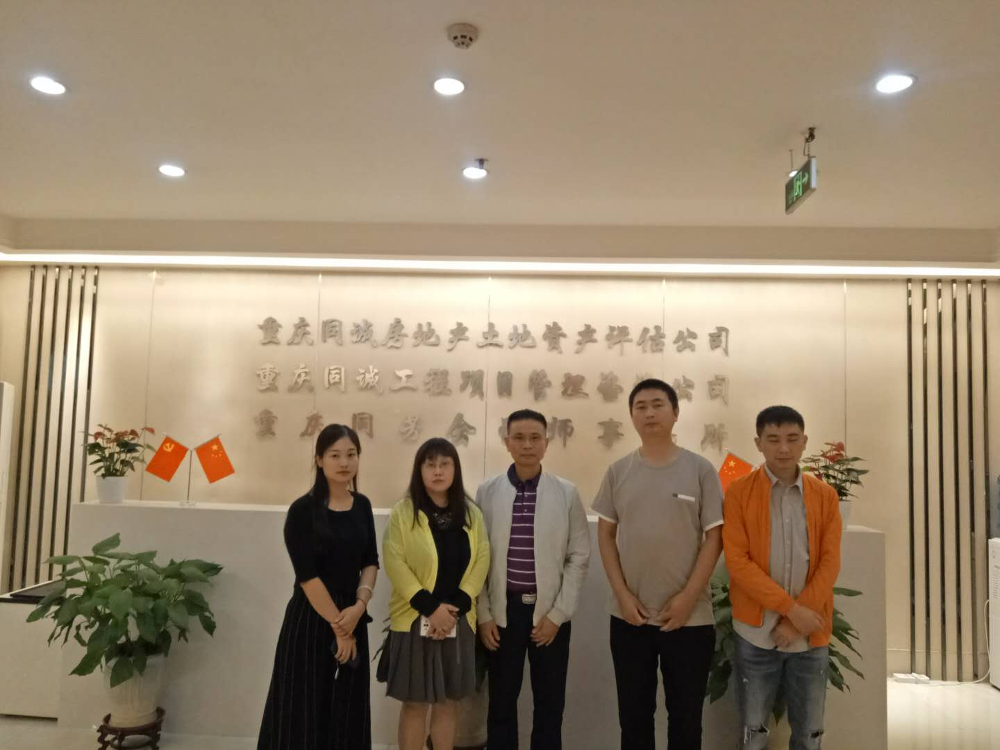 重庆同诚房地产土地资产评估公司
重庆同诚工程项目管理咨 公司
重庆同 会 师事 所